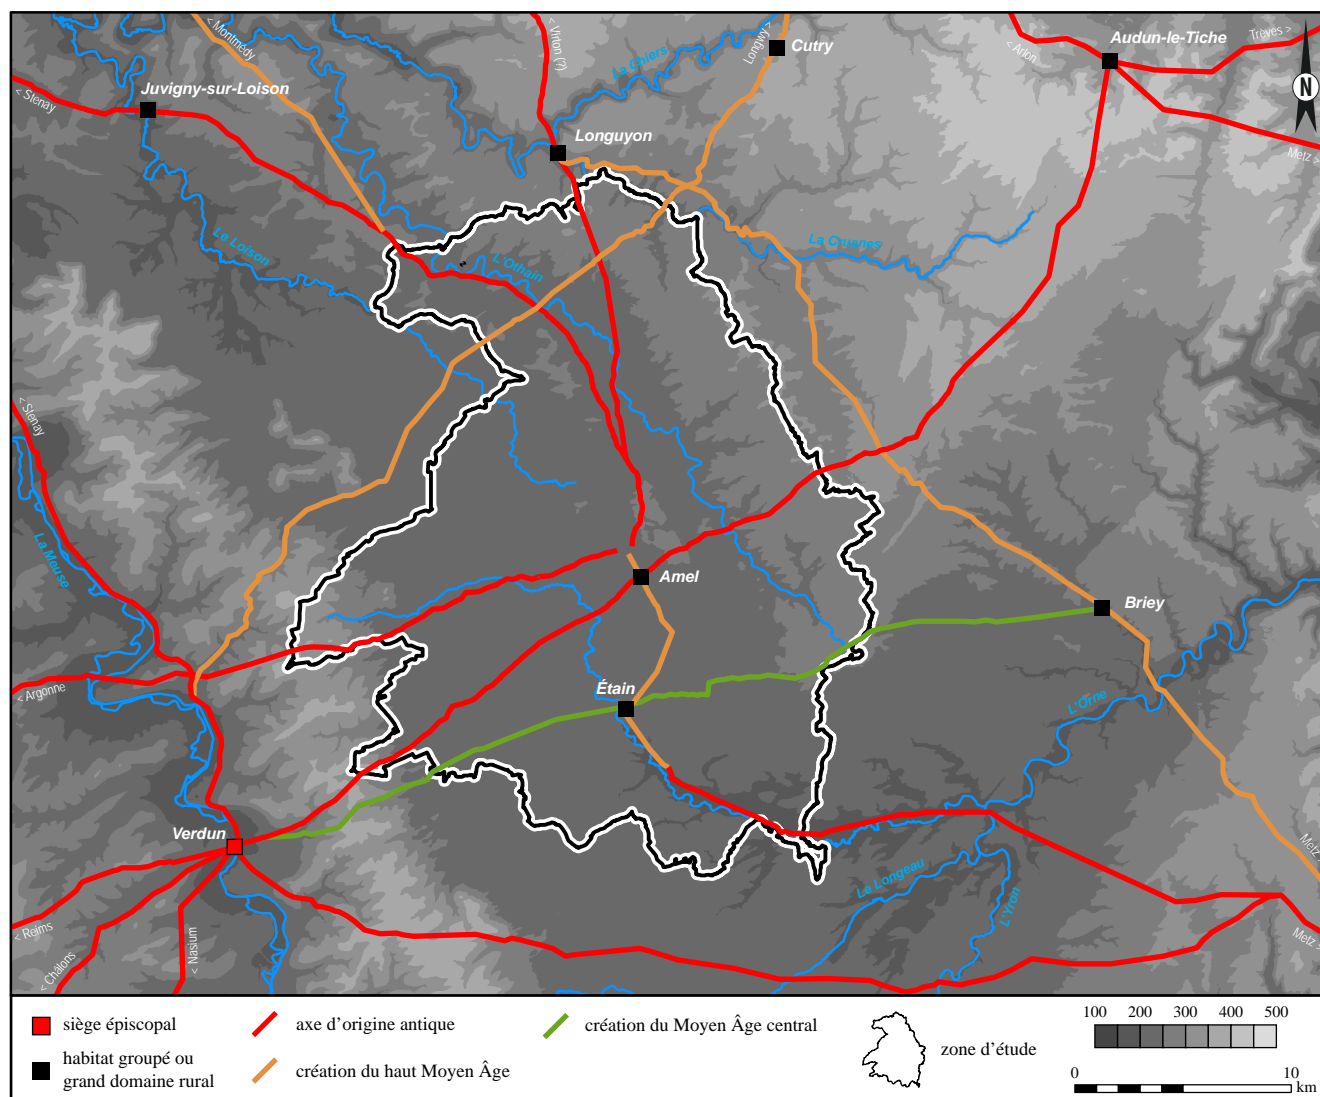 < Montmédy
< Virton (?)
Longwy >
Cutry
< Arlon
Audun-le-Tiche
Trèves >
N
La Chiers
Juvigny-sur-Loison
< Stenay
Longuyon
Metz >
Le Loison
L'Othain
La Crusnes
< Stenay
La Meuse
Amel
Briey
< Argonne
Étain
L'Orne
Verdun
Metz >
Le Longeau
L'Yron
< Reims
< Châlons
< Nasium
Metz >
siège épiscopal
axe d'origine antique
création du Moyen Âge central
zone d'étude
100 200 300 400 500
habitat groupé ou
grand domaine rural
création du haut Moyen Âge
0 10
km